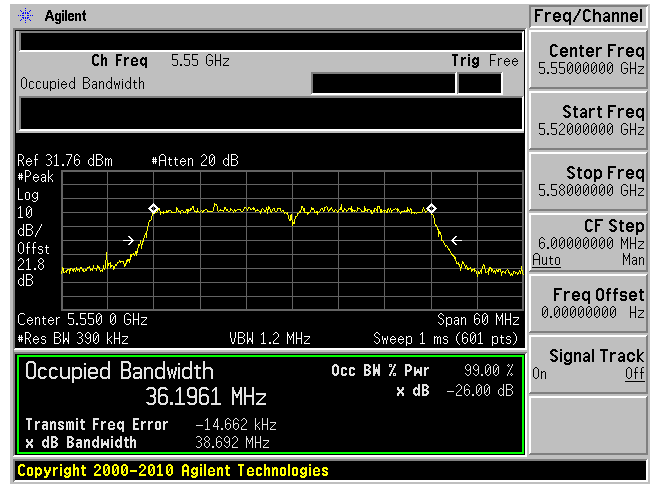 Agilent
Freq/Channel
Ch Freq 5.55 GHz Trig Free
Occupied Bandwidth
Center Freq
5.55000000 GHz
Start Freq
5.52000000 GHz
Stop Freq
5.58000000 GHz
CF Step
6.00000000 MHz
Auto Man
Freq Offset
0.00000000 Hz
Signal Track
On Off
Ref 31.76 dBm #Atten 20 dB
#Peak
Log
10
dB/
Offst
21.8
dB
Center 5.550 0 GHz Span 60 MHz
#Res BW 390 kHz VBW 1.2 MHz Sweep 1 ms (601 pts)
Occupied Bandwidth Occ BW % Pwr 99.00 %
36.1961 MHz x dB -26.00 dB
Transmit Freq Error -14.662 kHz
x dB Bandwidth 38.692 MHz
Copyright 2000-2010 Agilent Technologies